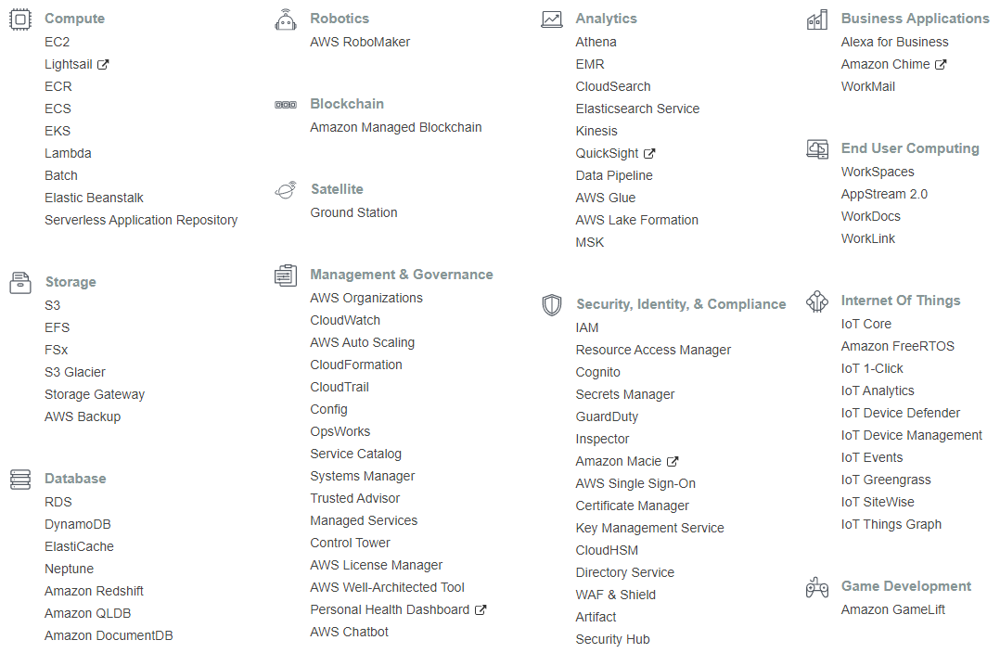 Compute
EC2
Lightsail
ECR
ECS
EKS
Lambda
Batch
Elastic Beanstalk
Serverless Application Repository
Storage
S3
EFS
FSx
S3 Glacier
Storage Gateway
AWS Backup
Database
RDS
DynamoDB
ElastiCache
Neptune
Amazon Redshift
Amazon QLDB
Amazon DocumentDB
Robotics
AWS RoboMaker
Blockchain
Amazon Managed Blockchain
Satellite
Ground Station
Management & Governance
AWS Organizations
CloudWatch
AWS Auto Scaling
CloudFormation
CloudTrail
Config
OpsWorks
Service Catalog
Systems Manager
Trusted Advisor
Managed Services
Control Tower
AWS License Manager
AWS Well-Architected Tool
Personal Health Dashboard
AWS Chatbot
Analytics
Athena
EMR
CloudSearch
Elasticsearch Service
Kinesis
QuickSight
Data Pipeline
AWS Glue
AWS Lake Formation
MSK
Security, Identity, & Compliance
IAM
Resource Access Manager
Cognito
Secrets Manager
GuardDuty
Inspector
Amazon Macie
AWS Single Sign-On
Certificate Manager
Key Management Service
CloudHSM
Directory Service
WAF & Shield
Artifact
Security Hub
Business Applications
Alexa for Business
Amazon Chime
WorkMail
End User Computing
WorkSpaces
AppStream 2.0
WorkDocs
WorkLink
Internet Of Things
IoT Core
Amazon FreeRTOS
IoT 1-Click
IoT Analytics
IoT Device Defender
IoT Device Management
IoT Events
IoT Greengrass
IoT SiteWise
IoT Things Graph
Game Development
Amazon GameLift